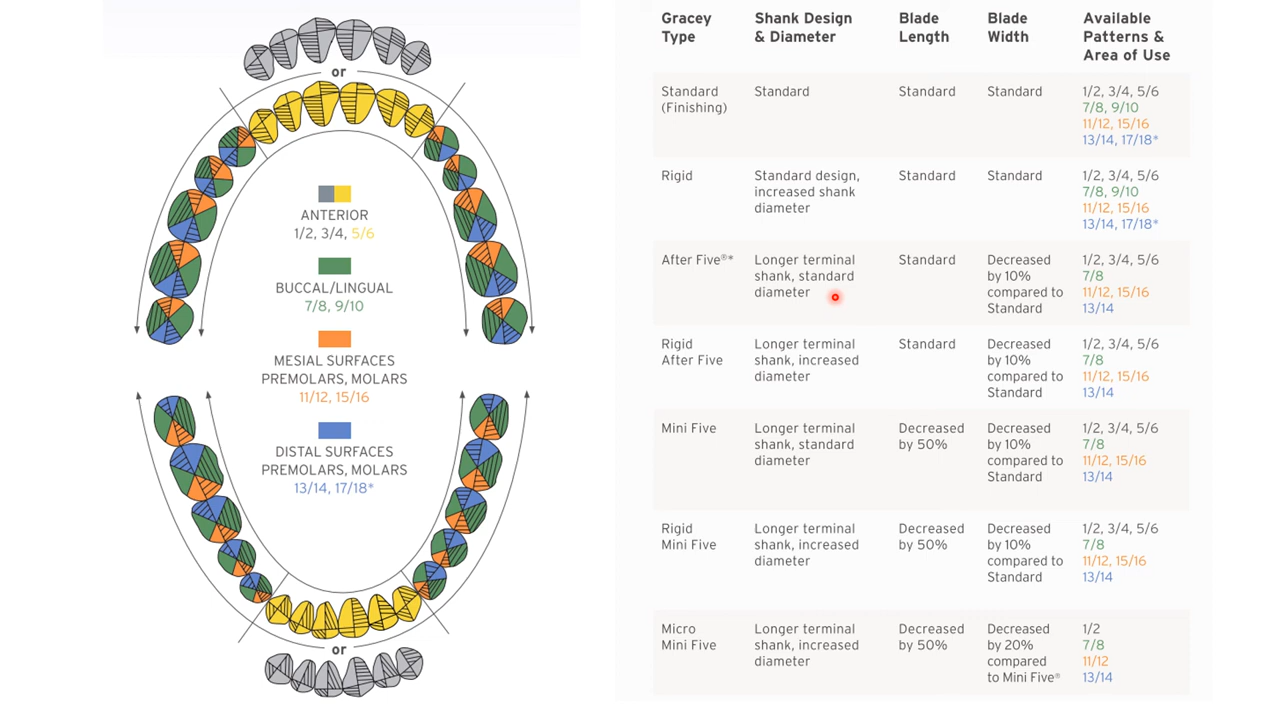 or
ANTERIOR
1/2, 3/4, 5/6
BUCCAL/LINGUAL
7/8, 9/10
MESIAL SURFACES
PREMOLARS, MOLARS
11/12, 15/16
DISTAL SURFACES
PREMOLARS, MOLARS
13/14, 17/18*
or
Gracey
Type
Shank Design
& Diameter
Blade
Length
Blade
Width
Available
Patterns &
Area of Use
Standard
(Finishing)
Standard
Standard
Standard
1/2, 3/4, 5/6
7/8, 9/10
11/12, 15/16
13/14, 17/18*
Rigid
Standard design,
increased shank
diameter
Standard
Standard
1/2, 3/4, 5/6
7/8, 9/10
11/12, 15/16
13/14, 17/18*
After Five®*
Longer terminal
shank, standard
diameter
Standard
Decreased
by 10%
compared to
Standard
1/2, 3/4, 5/6
7/8
11/12, 15/16
13/14
Rigid
After Five
Longer terminal
shank, increased
diameter
Standard
Decreased
by 10%
compared to
Standard
1/2, 3/4, 5/6
7/8
11/12, 15/16
13/14
Mini Five
Longer terminal
shank, standard
diameter
Decreased
by 50%
Decreased
by 10%
compared to
Standard
1/2, 3/4, 5/6
7/8
11/12, 15/16
13/14
Rigid
Mini Five
Longer terminal
shank, increased
diameter
Decreased
by 50%
Decreased
by 10%
compared to
Standard
1/2, 3/4, 5/6
7/8
11/12, 15/16
13/14
Micro
Mini Five
Longer terminal
shank, increased
diameter
Decreased
by 50%
Decreased
by 20%
compared
to Mini Five®
1/2
7/8
11/12
13/14